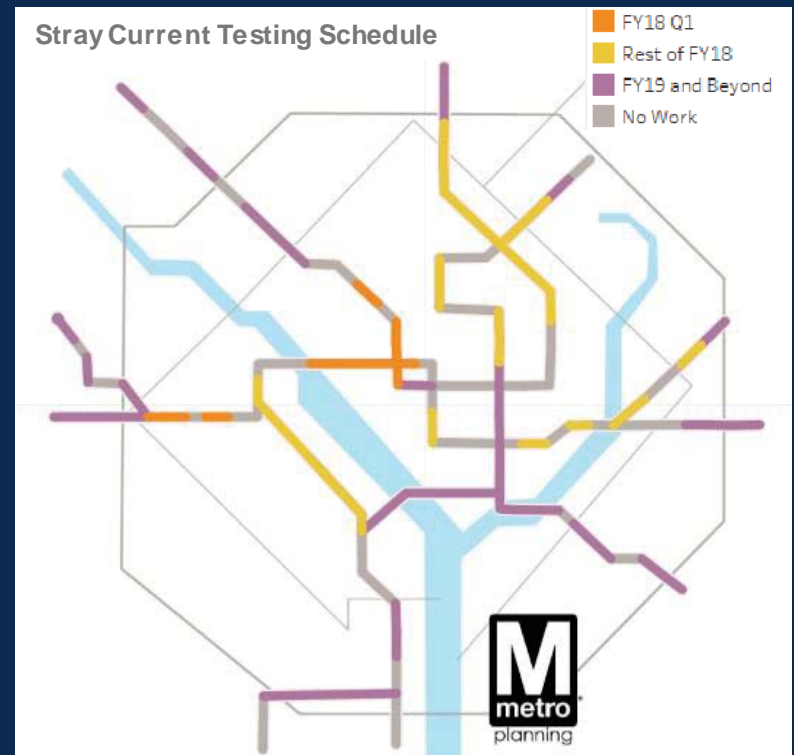 Stray Current Testing Schedule
FY18 Q1
Rest of FY18
FY19 and Beyond
No Work
M
metro
planning